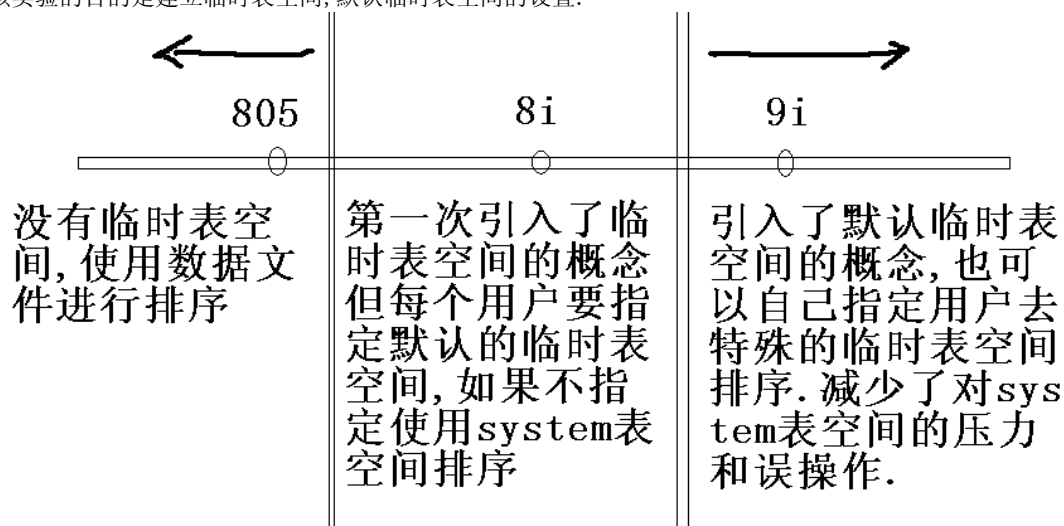 该实验的目的是建立临时表空间,默认临时表空间的设置.
805
8i
9i
没有临时表空
间,使用数据文
件进行排序
第一次引入了临
时表空间的概念
但每个用户要指
定默认的临时表
空间,如果不指
定使用system表
空间排序
引入了默认临时表
空间的概念,也可
以自己指定用户去
特殊的临时表空间
排序.减少了对sys
tem表空间的压力
和误操作.